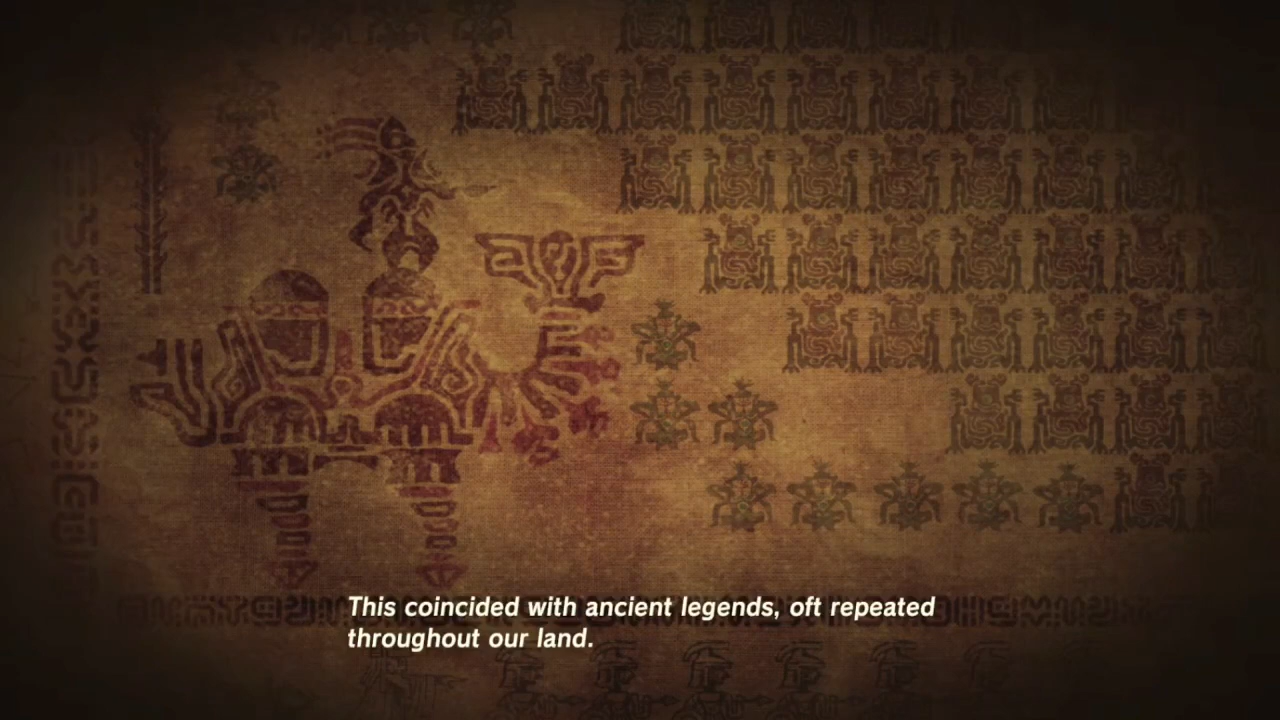 This coincided with ancient legends, oft repeated
throughout our land.